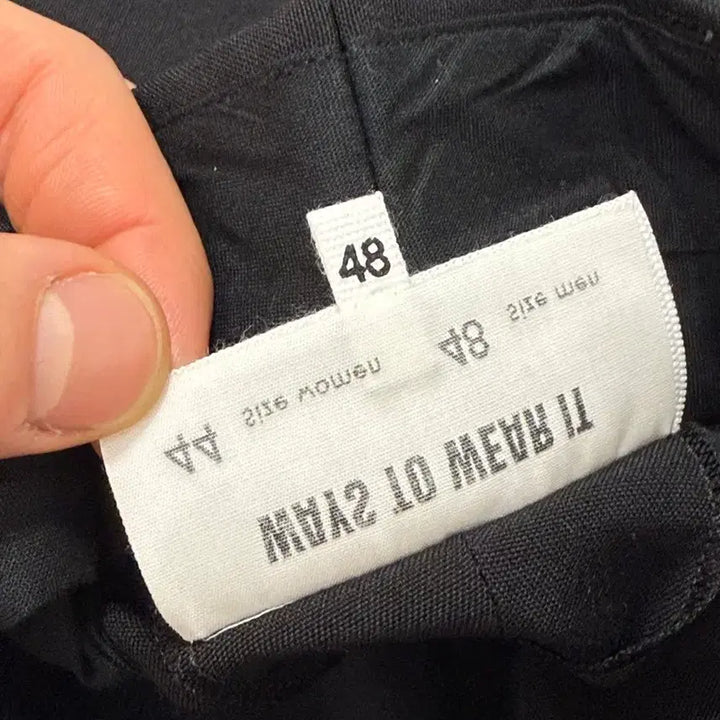 48
WAYS TO WEAR IT
44 Size women 48 Size men